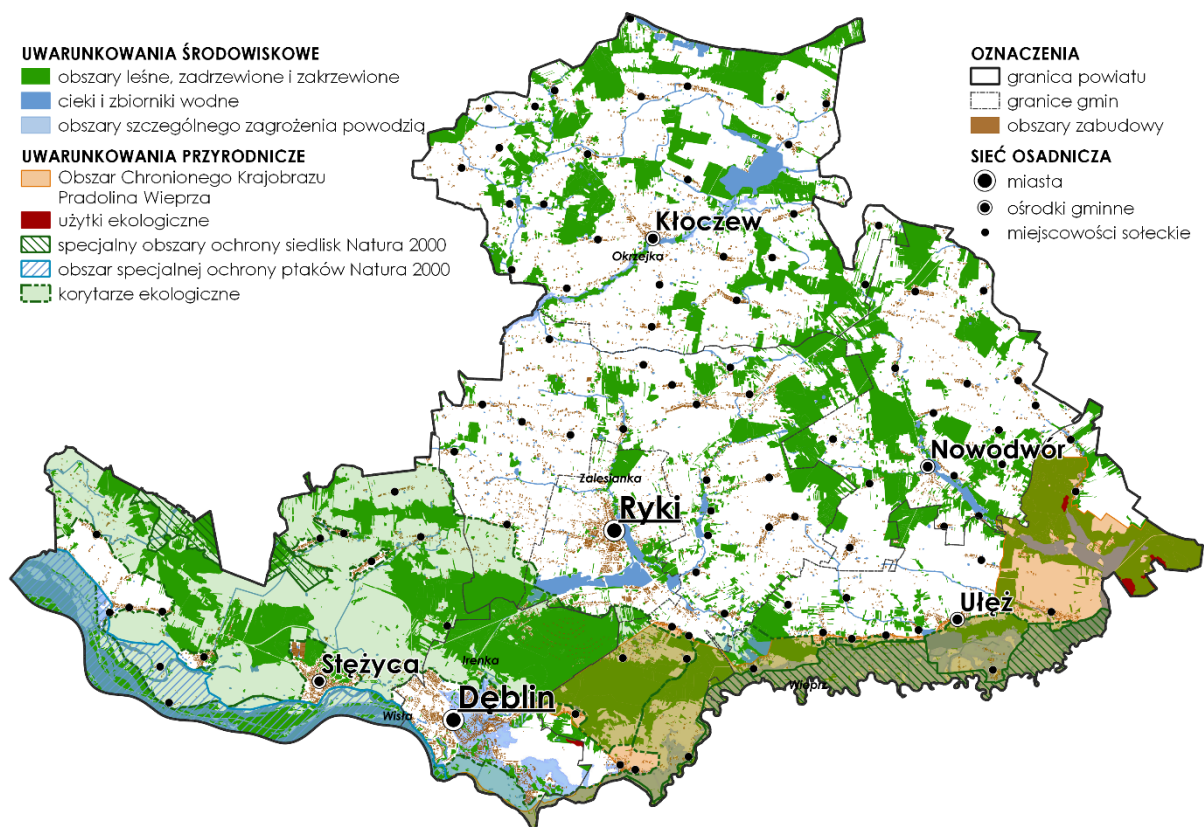 UWARUNKOWANIA ŚRODOWISKOWE
obszary leśne, zadrzewione i zakrzewione
cieki i zbiorniki wodne
obszary szczególnego zagrożenia powodzią
UWARUNKOWANIA PRZYRODNICZE
Obszar Chronionego Krajobrazu
Pradolina Wieprza
użytki ekologiczne
specjalny obszary ochrony siedlisk Natura 2000
obszar specjalnej ochrony ptaków Natura 2000
korytarze ekologiczne
OZNACZENIA
granica powiatu
granice gmin
obszary zabudowy
SIEĆ OSADNICZA
miasta
ośrodki gminne
miejscowości sołeckie
Kłoczew
Okrzejka
Nowodwór
Zalesianka
Ryki
Ułęż
Irenka
Stężyca
Wieprz
Dęblin
Wisła